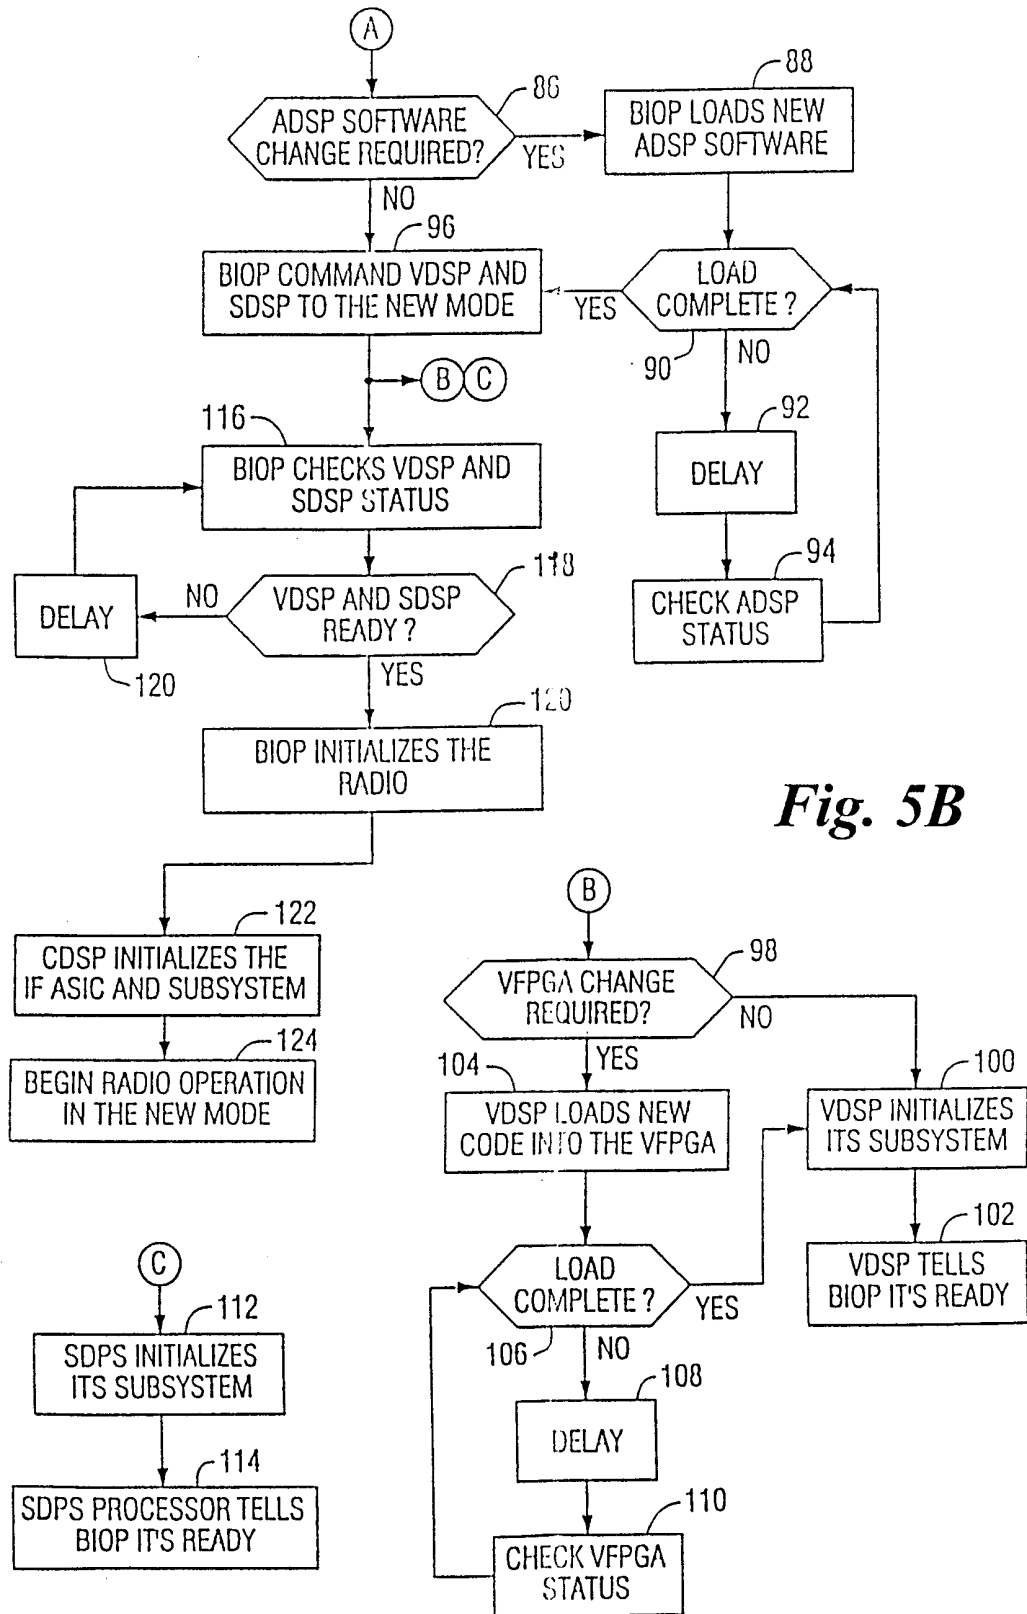 A
86
ADSP SOFTWARE
CHANGE REQUIRED?
YES
NO
88
BIOP LOADS NEW
ADSP SOFTWARE
96
BIOP COMMAND VDSP AND
SDSP TO THE NEW MODE
LOAD
COMPLETE ?
YES
90
NO
B C
92
DELAY
116
BIOP CHECKS VDSP AND
SDSP STATUS
94
CHECK ADSP
STATUS
118
VDSP AND SDSP
READY ?
NO
DELAY
120
YES
120
BIOP INITIALIZES THE
RADIO
Fig. 5B
122
CDSP INITIALIZES THE
IF ASIC AND SUBSYSTEM
124
BEGIN RADIO OPERATION
IN THE NEW MODE
B
98
VFPGA CHANGE
REQUIRED?
NO
YES
104
VDSP LOADS NEW
CODE INTO THE VFPGA
100
VDSP INITIALIZES
ITS SUBSYSTEM
102
VDSP TELLS
BIOP IT'S READY
LOAD
COMPLETE ?
YES
106
NO
108
DELAY
110
CHECK VFPGA
STATUS
C
112
SDPS INITIALIZES
ITS SUBSYSTEM
114
SDPS PROCESSOR TELLS
BIOP IT'S READY